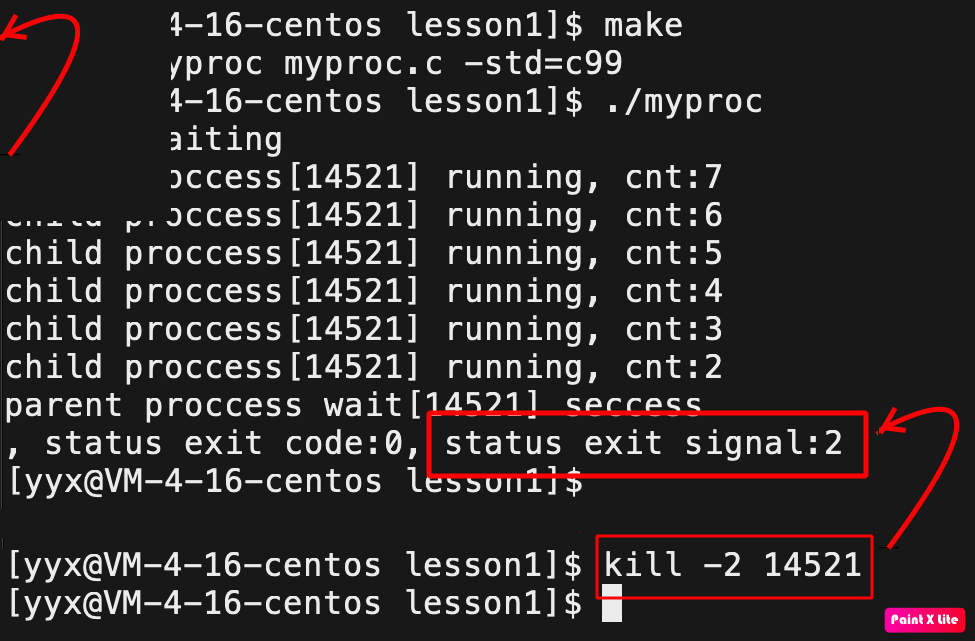 4-16-centos lesson1]$ make
yproc myproc.c -std=c99
4-16-centos lesson1]$ ./myproc
aiting
occess[14521] running, cnt:7
child proccess[14521] running, cnt:6
child proccess[14521] running, cnt:5
child proccess[14521] running, cnt:4
child proccess[14521] running, cnt:3
child proccess[14521] running, cnt:2
parent proccess wait[14521] seccess
, status exit code:0, status exit signal:2
[yyx@VM-4-16-centos lesson1]$
[yyx@VM-4-16-centos lesson1]$ kill -2 14521
[yyx@VM-4-16-centos lesson1]$
Paint X Lite